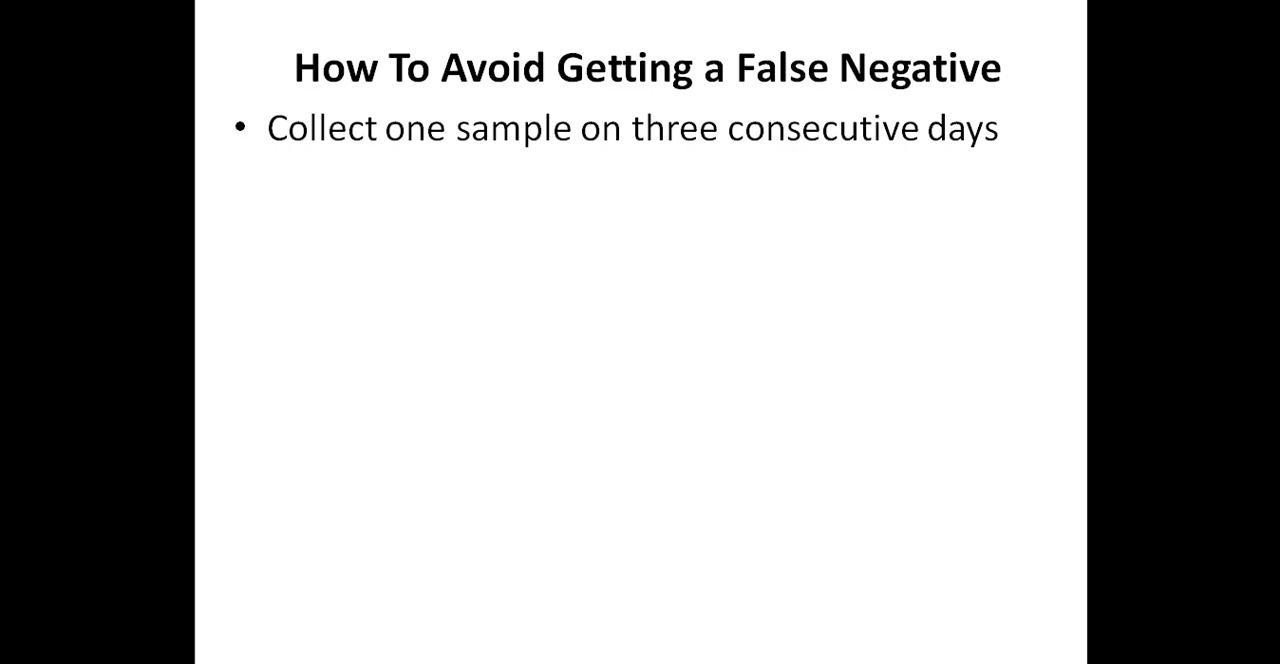 How To Avoid Getting a False Negative
• Collect one sample on three consecutive days